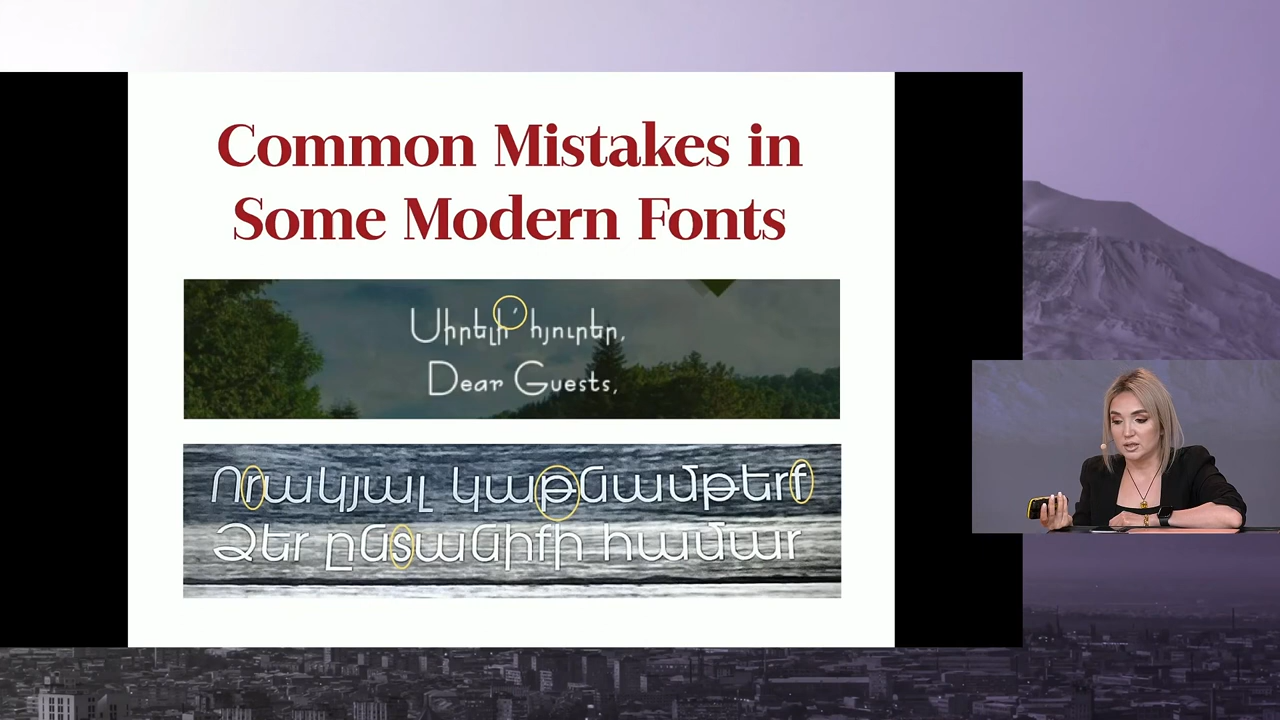 Common Mistakes in
Some Modern Fonts
Սիրելի՛ հյուրեր,
Dear Guests,
Որակյալ կաթնամթերք
Ձեր ընտանիքի համար